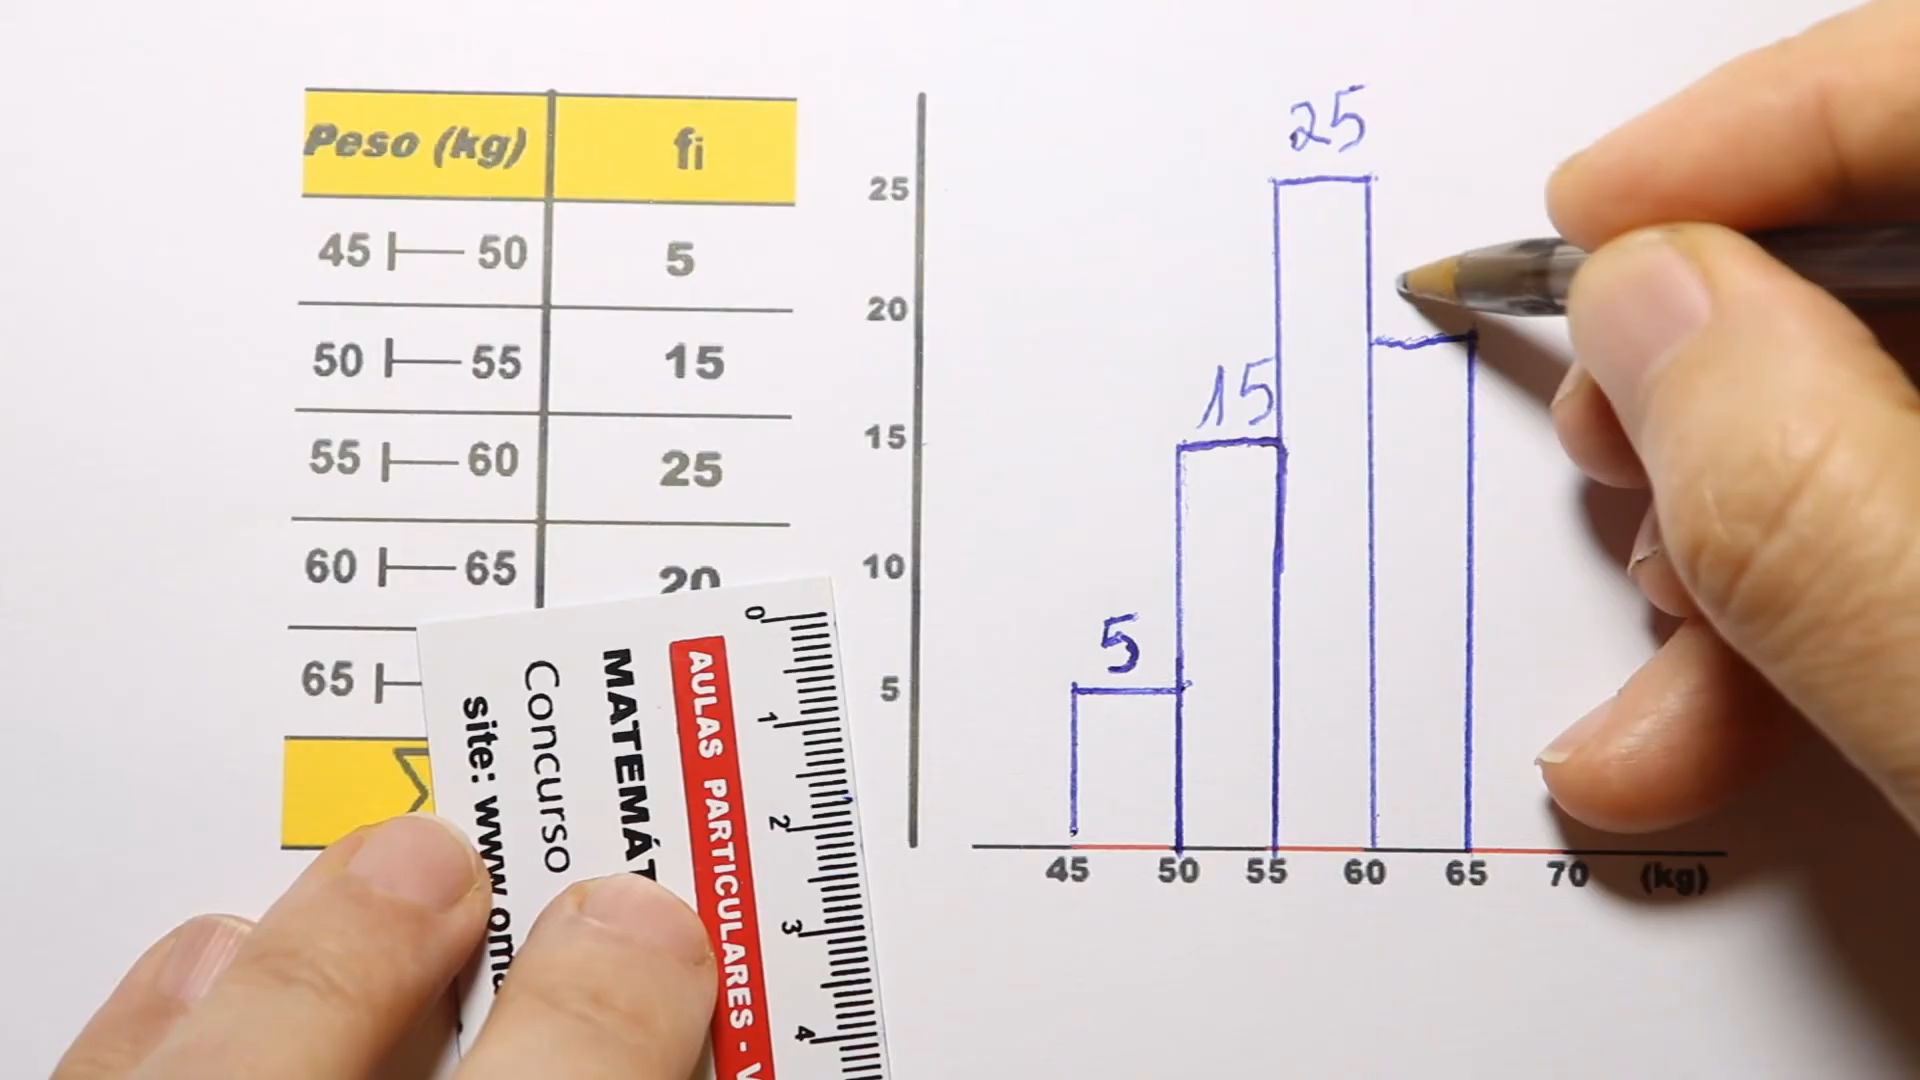 Peso (kg) fi
45 50 5
50 55 15
55 60 25
60 65 20
65
Σ
25
20
15
10
5
25
15
5
45 50 55 60 65 70 (kg)
0
1
2
3
4
AULAS PARTICULARES -
MATEMÁT
Concurso
site: www.om